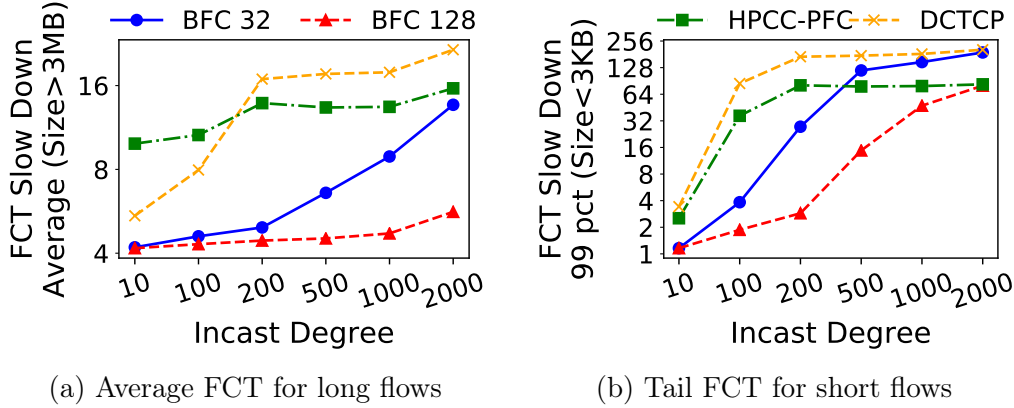 BFC 32 BFC 128 HPCC-PFC DCTCP
FCT Slow Down
Average (Size>3MB)
16
8
4
10 100 200 500 1000 2000
Incast Degree
(a) Average FCT for long flows
FCT Slow Down
99 pct (Size<3KB)
256
128
64
32
16
8
4
2
1
10 100 200 500 1000 2000
Incast Degree
(b) Tail FCT for short flows